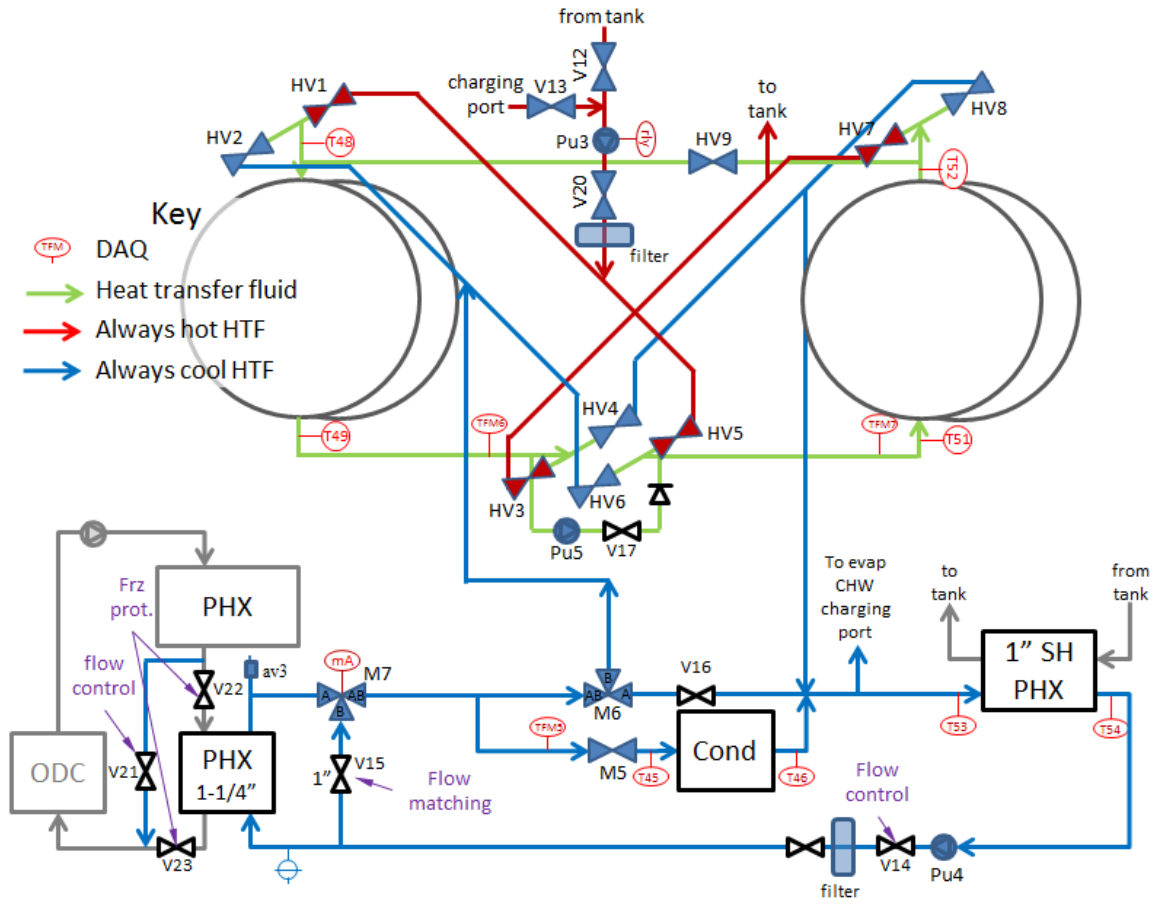 from tank
V12
charging
port
V13
to
tank
HV1
HV8
HV2
T48
Pu3
rly
HV9
HV7
T52
V20
filter
Key
TFM
DAQ
Heat transfer fluid
Always hot HTF
Always cool HTF
T49
TFM6
HV4
HV5
TFM7
T51
HV3
HV6
Pu5
V17
Frz
prot.
PHX
flow
control
V22
av3
mA
M7
A
AB
B
To evap
CHW
charging
port
to
tank
from
tank
B
AB
A
M6
V16
1” SH
PHX
T53
T54
ODC
V21
PHX
1-1/4”
V15
1”
Flow
matching
TFM5
M5
T45
Cond
T46
Flow
control
V23
filter
V14
Pu4